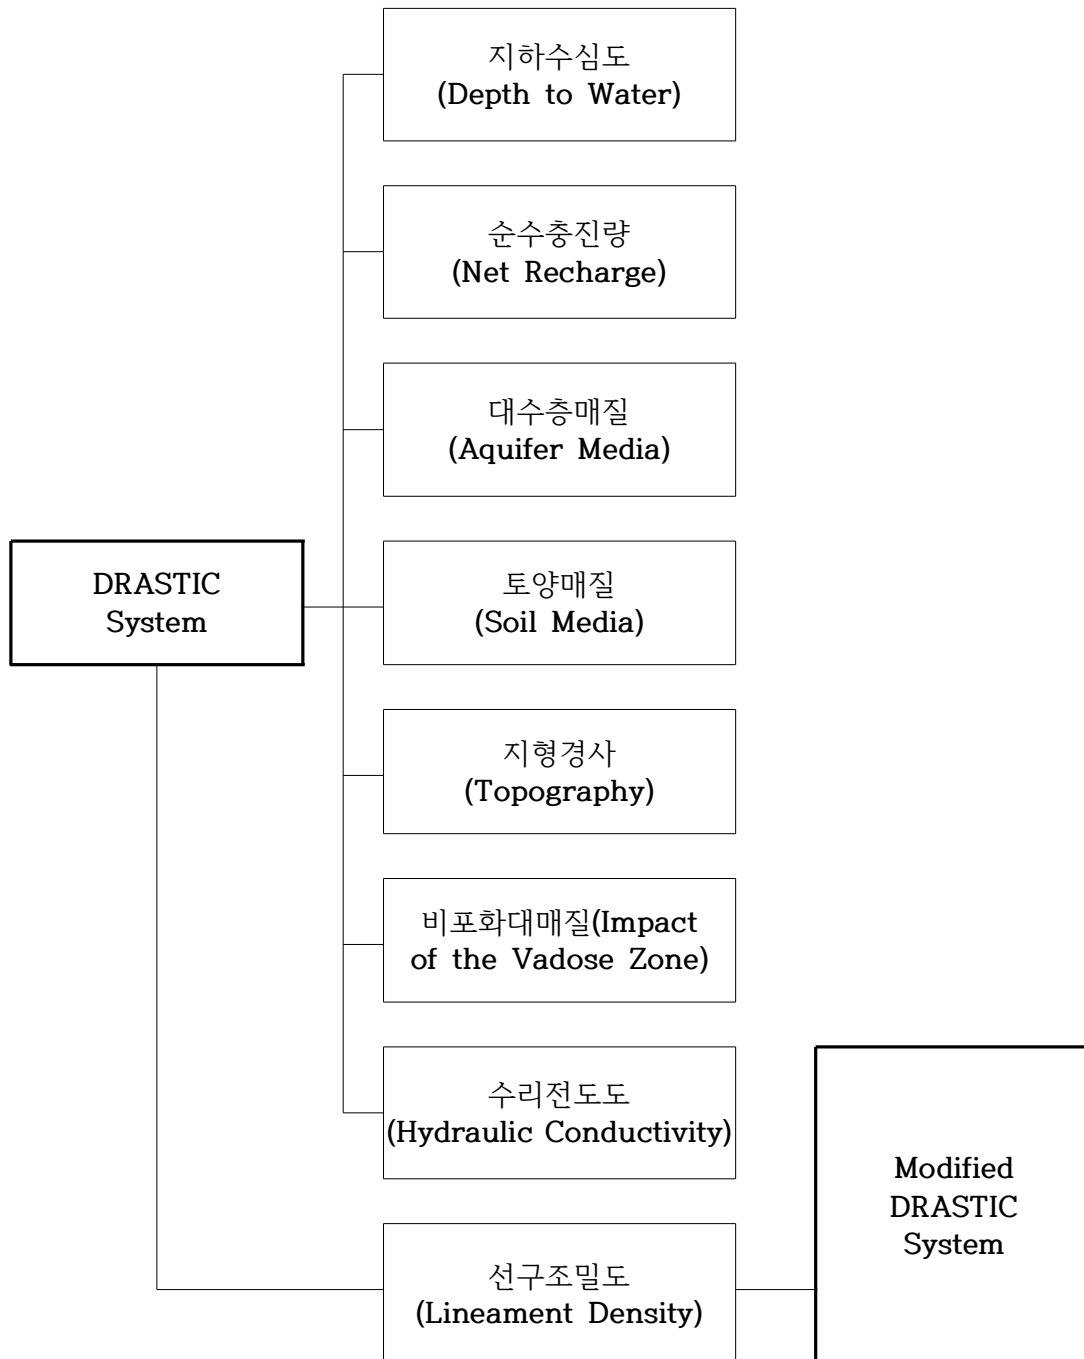 지하수심도
(Depth to Water)
순수충진량
(Net Recharge)
대수층매질
(Aquifer Media)
DRASTIC
System
토양매질
(Soil Media)
지형경사
(Topography)
비포화대매질(Impact
of the Vadose Zone)
수리전도도
(Hydraulic Conductivity)
Modified
DRASTIC
System
선구조밀도
(Lineament Density)